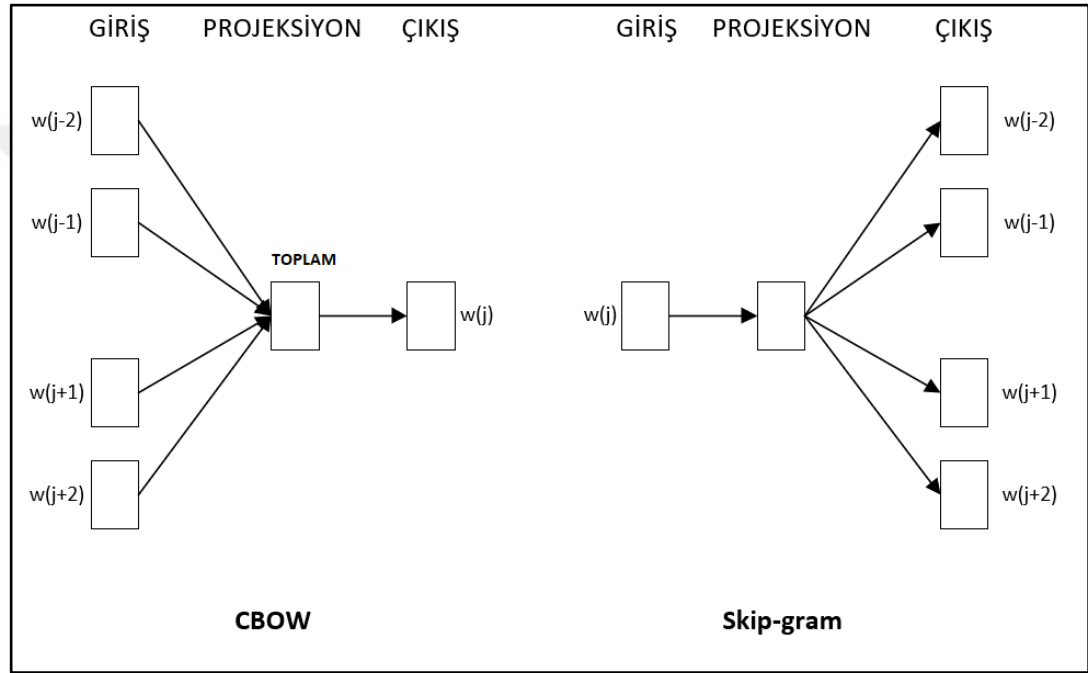 GİRİŞ PROJEKSİYON ÇIKIŞ
w(j-2)
w(j-1)
TOPLAM
w(j)
w(j+1)
w(j+2)
CBOW
GİRİŞ PROJEKSİYON ÇIKIŞ
w(j-2)
w(j-1)
w(j)
w(j+1)
w(j+2)
Skip-gram